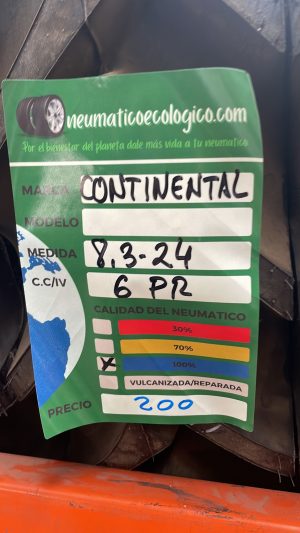 neumaticoecologico.com
Por el bienestar del planeta dale más vida a tu neumatico
MARCA CONTINENTAL
MODELO
MEDIDA 8,3-24
C.C/IV 6 PR
CALIDAD DEL NEUMATICO
30%
70%
X 100%
VULCANIZADA/REPARADA
PRECIO 200